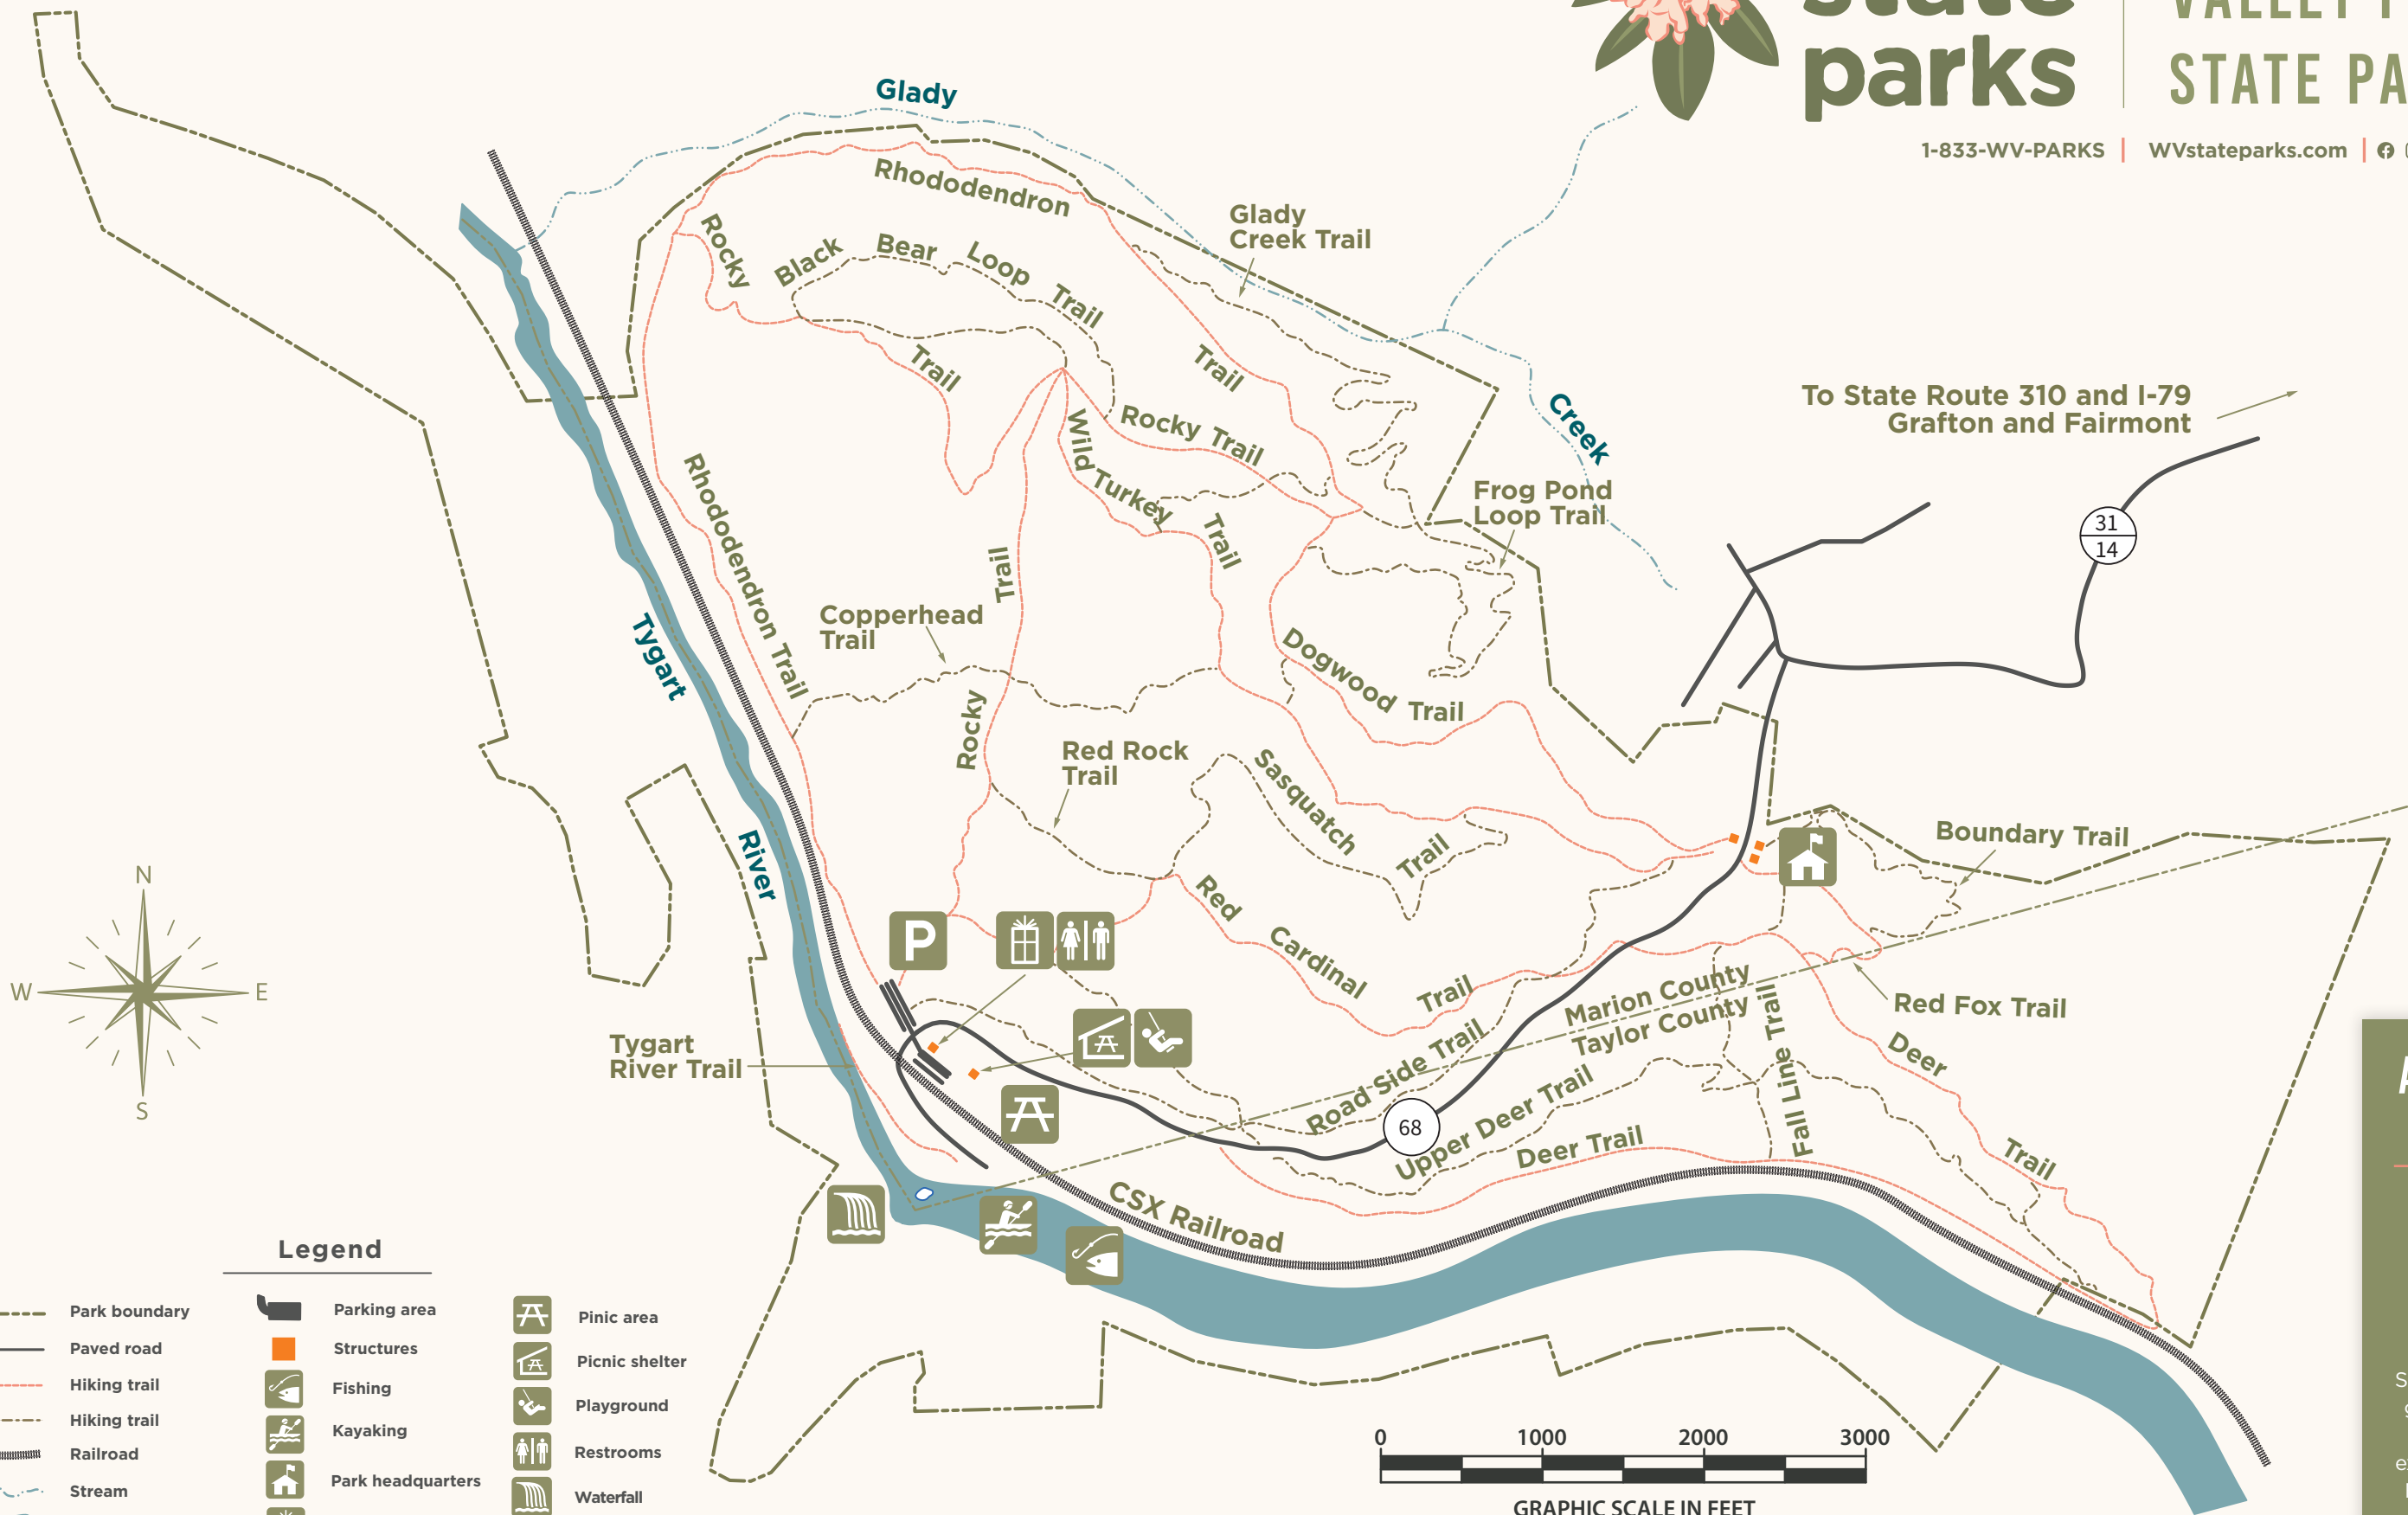 state
parks
VALLEY
STATE PA
1-833-WV-PARKS | WVstateparks.com |
Glady
Rhododendron
Glady
Creek Trail
Rocky
Black Bear Loop Trail
Trail
Trail
Creek
To State Route 310 and I-79
Grafton and Fairmont
Rocky Trail
Wild Turkey Trail
Frog Pond
Loop Trail
31
14
Rhododendron Trail
Trail
Copperhead
Trail
Tygart
Dogwood Trail
Rocky
Red Rock
Trail
Sasquatch Trail
River
Boundary Trail
Red Cardinal Trail
P
N
W
E
S
Marion County
Taylor County
Fall Line Trail
Red Fox Trail
Tygart
River Trail
Road Side Trail
Deer
Upper Deer Trail
68
Deer Trail
Trail
CSX Railroad
Legend
Park boundary
Paved road
Hiking trail
Hiking trail
Railroad
Stream
Parking area
Structures
Fishing
Kayaking
Park headquarters
Pinic area
Picnic shelter
Playground
Restrooms
Waterfall
0 1000 2000 3000
GRAPHIC SCALE IN FEET